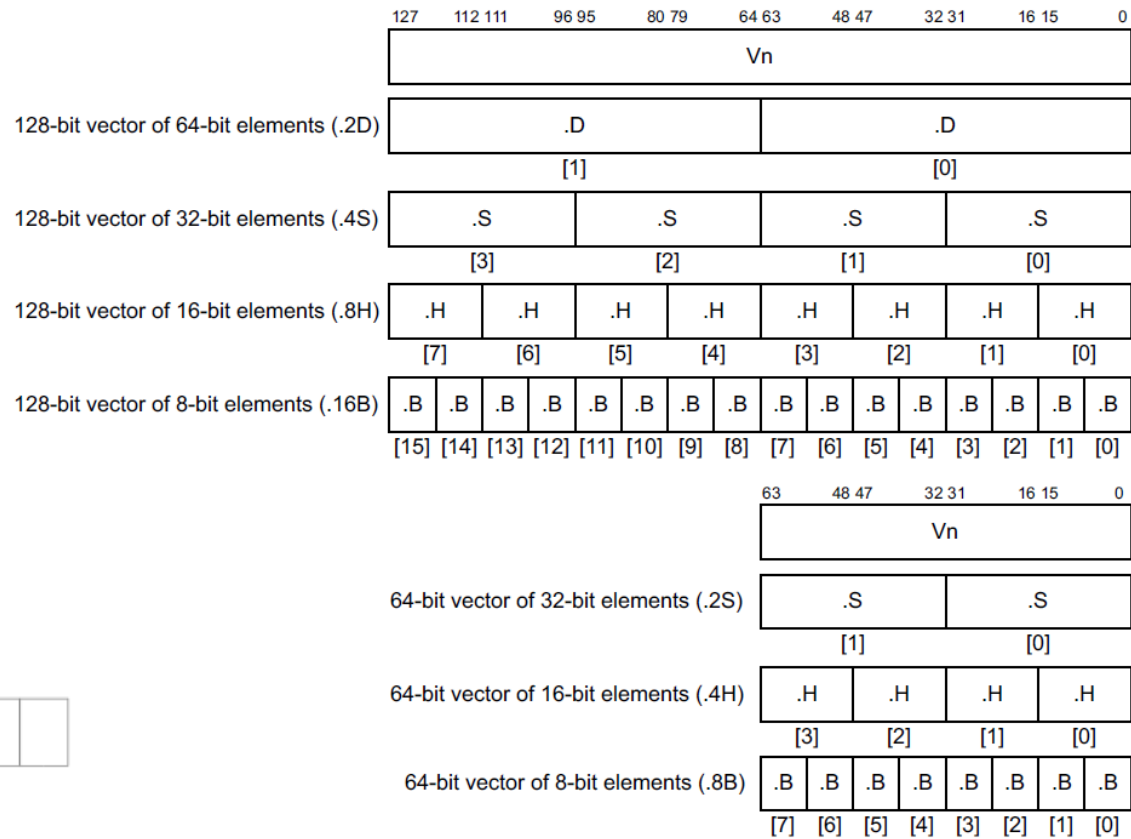 127 112 111 96 95 80 79 64 63 48 47 32 31 16 15 0
Vn
128-bit vector of 64-bit elements (.2D) .D .D
[1] [0]
128-bit vector of 32-bit elements (.4S) .S .S .S .S
[3] [2] [1] [0]
128-bit vector of 16-bit elements (.8H) .H .H .H .H .H .H .H .H
[7] [6] [5] [4] [3] [2] [1] [0]
128-bit vector of 8-bit elements (.16B) .B .B .B .B .B .B .B .B .B .B .B .B .B .B .B .B
[15] [14] [13] [12] [11] [10] [9] [8] [7] [6] [5] [4] [3] [2] [1] [0]
63 48 47 32 31 16 15 0
Vn
64-bit vector of 32-bit elements (.2S) .S .S
[1] [0]
64-bit vector of 16-bit elements (.4H) .H .H .H .H
[3] [2] [1] [0]
64-bit vector of 8-bit elements (.8B) .B .B .B .B .B .B .B .B
[7] [6] [5] [4] [3] [2] [1] [0]